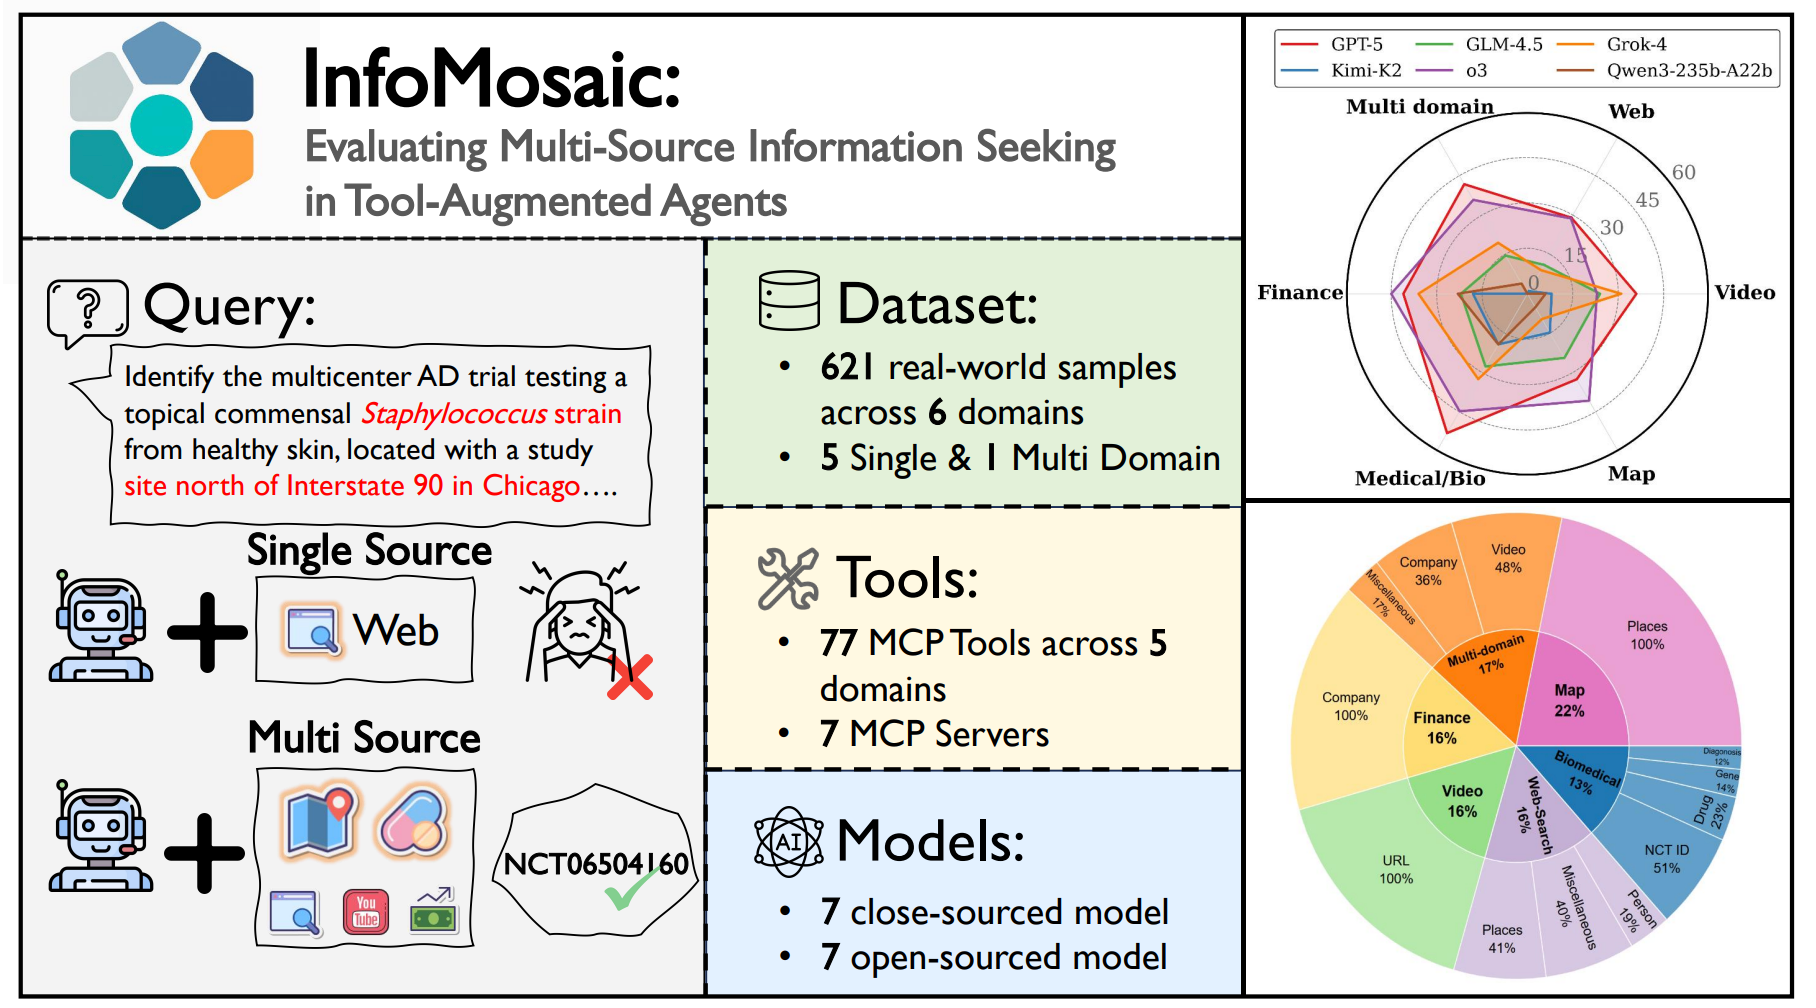 InfoMosaic:
Evaluating Multi-Source Information Seeking
in Tool-Augmented Agents
Query:
Identify the multicenter AD trial testing a
topical commensal Staphylococcus strain
from healthy skin, located with a study
site north of Interstate 90 in Chicago....
Single Source
Web
Multi Source
You
Tube
NCT06504160
Dataset:
• 621 real-world samples
across 6 domains
• 5 Single & 1 Multi Domain
Tools:
• 77 MCP Tools across 5
domains
• 7 MCP Servers
AI
Models:
• 7 close-sourced model
• 7 open-sourced model
GPT-5
GLM-4.5
Grok-4
Kimi-K2
o3
Qwen3-235b-A22b
Multi domain
Web
60
45
30
15
0
Finance
Video
Medical/Bio
Map
Video
48%
Company
36%
Miscellaneous
17%
Places
100%
Multi-domain
17%
Map
22%
Company
100%
Finance
16%
Biomedical
13%
Diagonosis
12%
Gene
14%
Drug
23%
NCT ID
51%
Video
16%
Web-Search
16%
URL
100%
Places
41%
Miscellaneous
40%
Person
19%